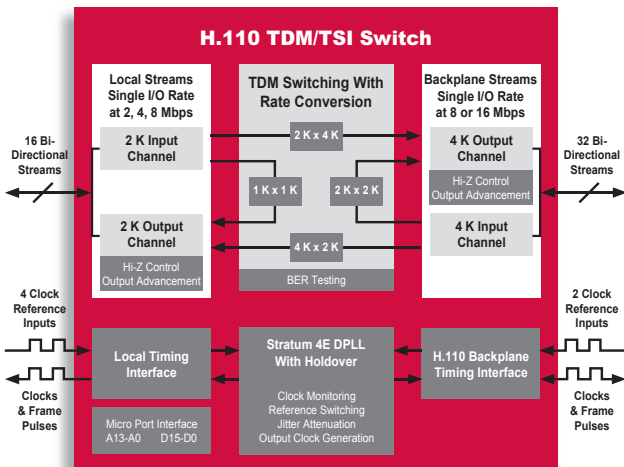 H.110 TDM/TSI Switch
Local Streams
Single I/O Rate
at 2, 4, 8 Mbps
TDM Switching With
Rate Conversion
Backplane Streams
Single I/O Rate
at 8 or 16 Mbps
16 Bi-
Directional
Streams
2 K Input
Channel
2 K x 4 K
4 K Output
Channel
Hi-Z Control
Output Advancement
32 Bi-
Directional
Streams
1 K x 1 K
2 K x 2 K
2 K Output
Channel
Hi-Z Control
Output Advancement
4 K x 2 K
4 K Input
Channel
BER Testing
4 Clock
Reference
Inputs
Clocks
& Frame
Pulses
Local Timing
Interface
Stratum 4E DPLL
With Holdover
Clock Monitoring
Reference Switching
Jitter Attenuation
Output Clock Generation
H.110 Backplane
Timing Interface
2 Clock
Reference
Inputs
Clocks
& Frame
Pulses
Micro Port Interface
A13-A0 D15-D0